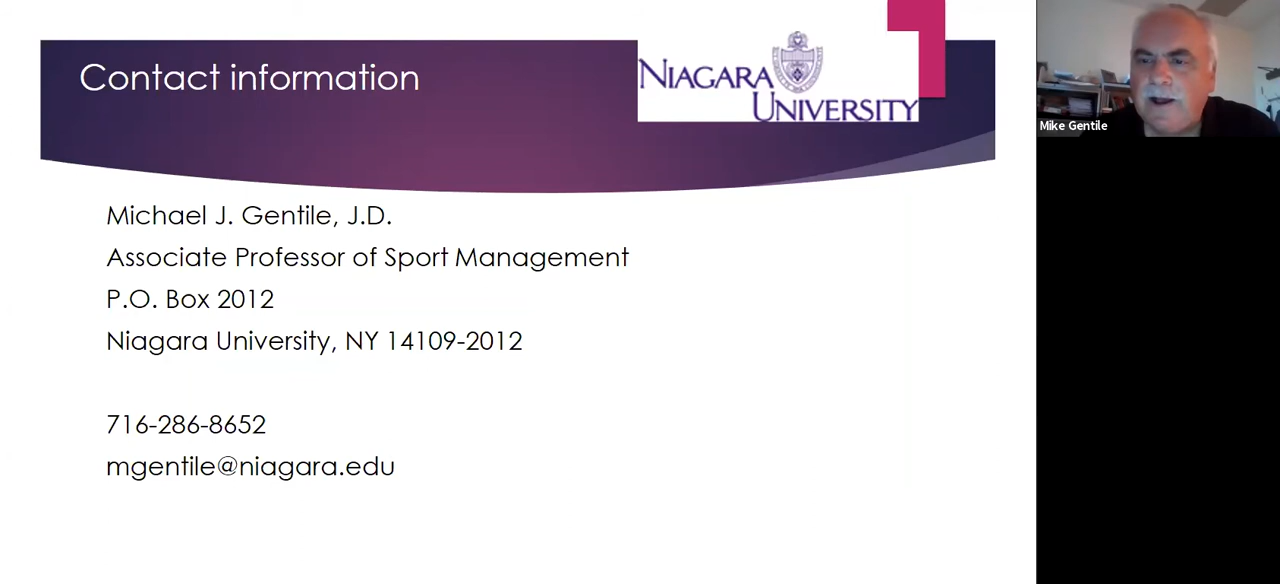 Contact information
NIAGARA
UNIVERSITY
Mike Gentile
Michael J. Gentile, J.D.
Associate Professor of Sport Management
P.O. Box 2012
Niagara University, NY 14109-2012
716-286-8652
mgentile@niagara.edu